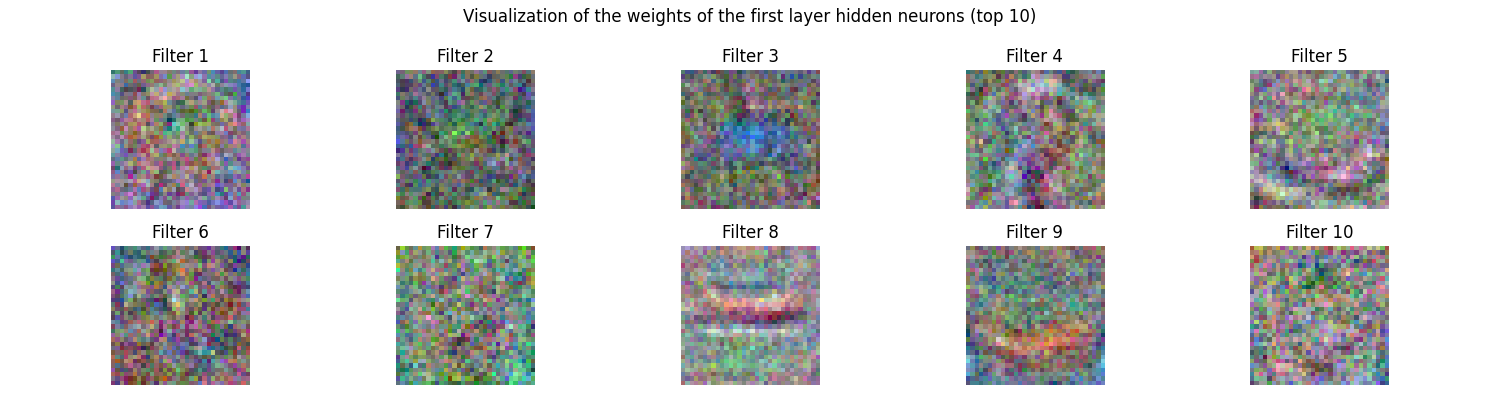 Visualization of the weights of the first layer hidden neurons (top 10)
Filter 1
Filter 2
Filter 3
Filter 4
Filter 5
Filter 6
Filter 7
Filter 8
Filter 9
Filter 10